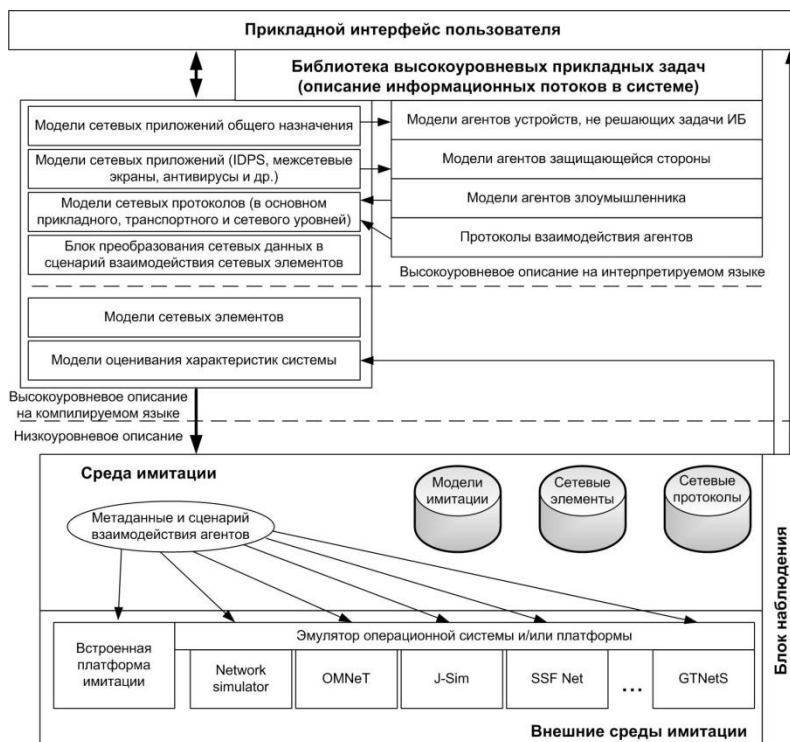 Прикладной интерфейс пользователя
Библиотека высокоуровневых прикладных задач
(описание информационных потоков в системе)
Модели сетевых приложений общего назначения
Модели сетевых приложений (IDPS, межсетевые
экраны, антивирусы и др.)
Модели сетевых протоколов (в основном
прикладного, транспортного и сетевого уровней)
Блок преобразования сетевых данных в
сценарий взаимодействия сетевых элементов
Модели агентов устройств, не решающих задачи ИБ
Модели агентов защищающейся стороны
Модели агентов злоумышленника
Протоколы взаимодействия агентов
Высокоуровневое описание на интерпретируемом языке
Модели сетевых элементов
Модели оценивания характеристик системы
Высокоуровневое описание
на компилируемом языке
Низкоуровневое описание
Среда имитации
Модели
имитации
Сетевые
элементы
Сетевые
протоколы
Метаданные и сценарий
взаимодействия агентов
Блок наблюдения
Встроенная
платформа
имитации
Эмулятор операционной системы и/или платформы
Network
simulator
OMNeT
J-Sim
SSF Net
...
GTNetS
Внешние среды имитации